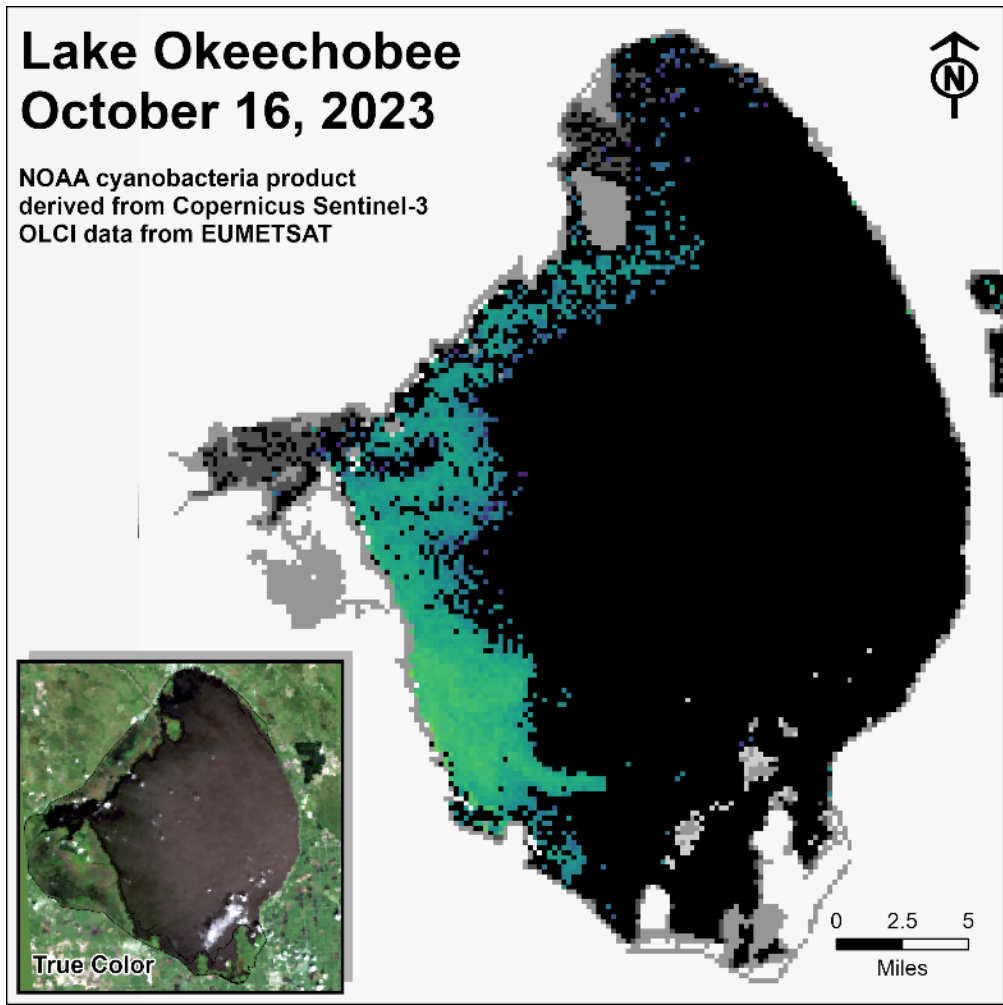 Lake Okeechobee
October 16, 2023
NOAA cyanobacteria product
derived from Copernicus Sentinel-3
OLCI data from EUMETSAT
N
True Color
0 2.5 5
Miles